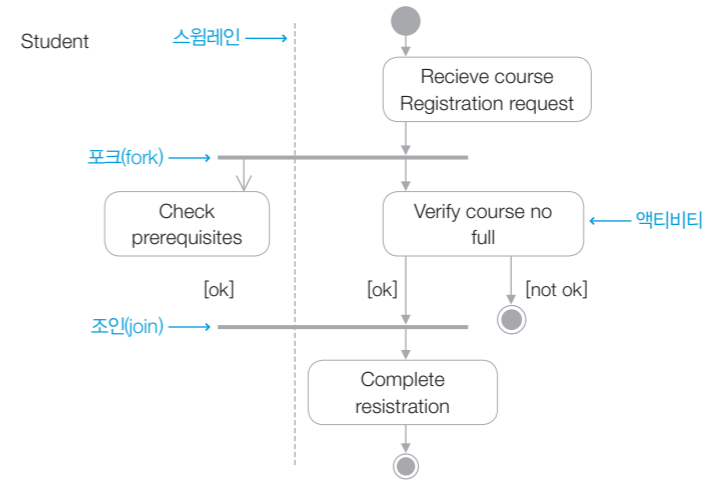 Student
스윔레인
Recieve course
Registration request
포크(fork)
Check
prerequisites
Verify course no
full
액티비티
[ok]
[ok]
[not ok]
조인(join)
Complete
resistration